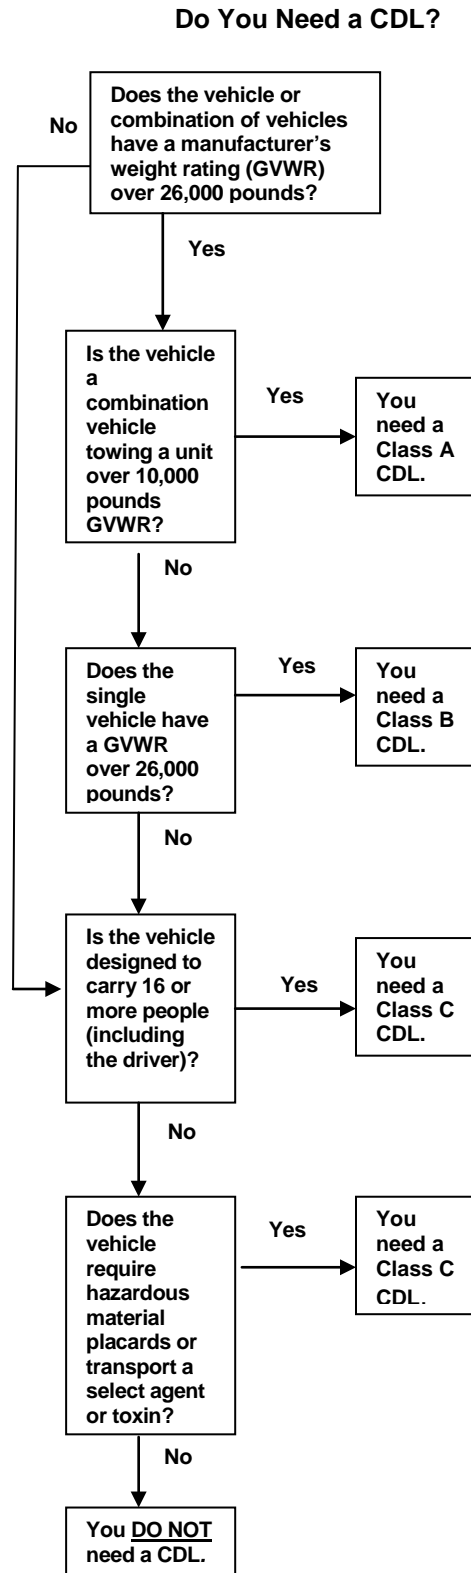 Do You Need a CDL?
Does the vehicle or
combination of vehicles
have a manufacturer’s
weight rating (GVWR)
over 26,000 pounds?
No
Yes
Is the vehicle
a
combination
vehicle
towing a unit
over 10,000
pounds
GVWR?
Yes
You
need a
Class A
CDL.
No
Does the
single
vehicle have
a GVWR
over 26,000
pounds?
Yes
You
need a
Class B
CDL.
No
Is the vehicle
designed to
carry 16 or
more people
(including
the driver)?
Yes
You
need a
Class C
CDL.
No
Does the
vehicle
require
hazardous
material
placards or
transport a
select agent
or toxin?
Yes
You
need a
Class C
CDL.
No
You DO NOT
need a CDL.